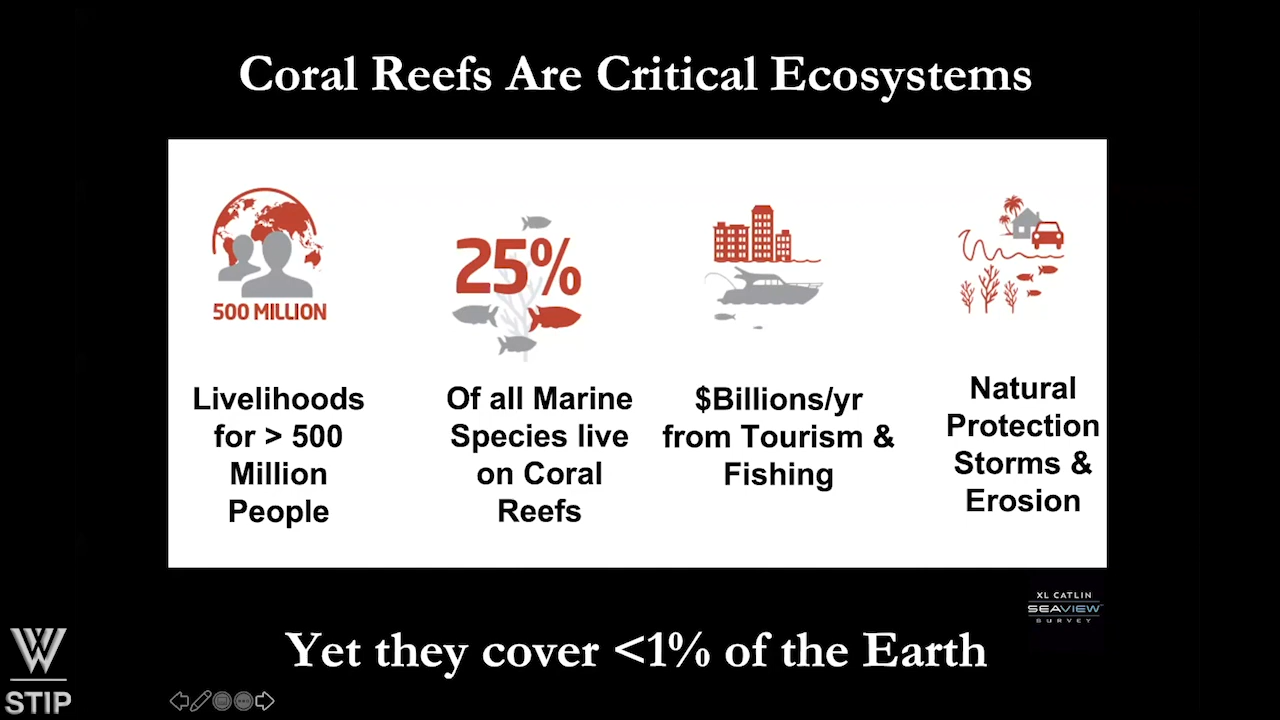 Coral Reefs Are Critical Ecosystems
500 MILLION
Livelihoods
for > 500
Million
People
25%
Of all Marine
Species live
on Coral
Reefs
$Billions/yr
from Tourism &
Fishing
Natural
Protection
Storms &
Erosion
XL CATLIN
SEAVIEW
SURVEY
Yet they cover <1% of the Earth
W
STIP